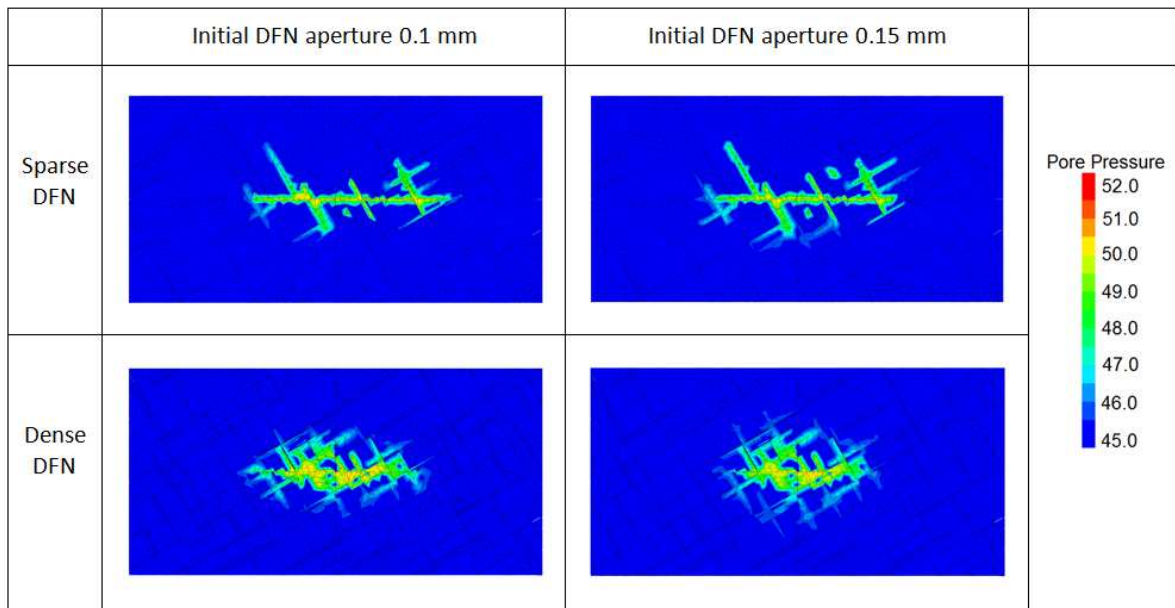 Initial DFN aperture 0.1 mm
Initial DFN aperture 0.15 mm
Sparse
DFN
Pore Pressure
52.0
51.0
50.0
49.0
48.0
47.0
46.0
45.0
Dense
DFN